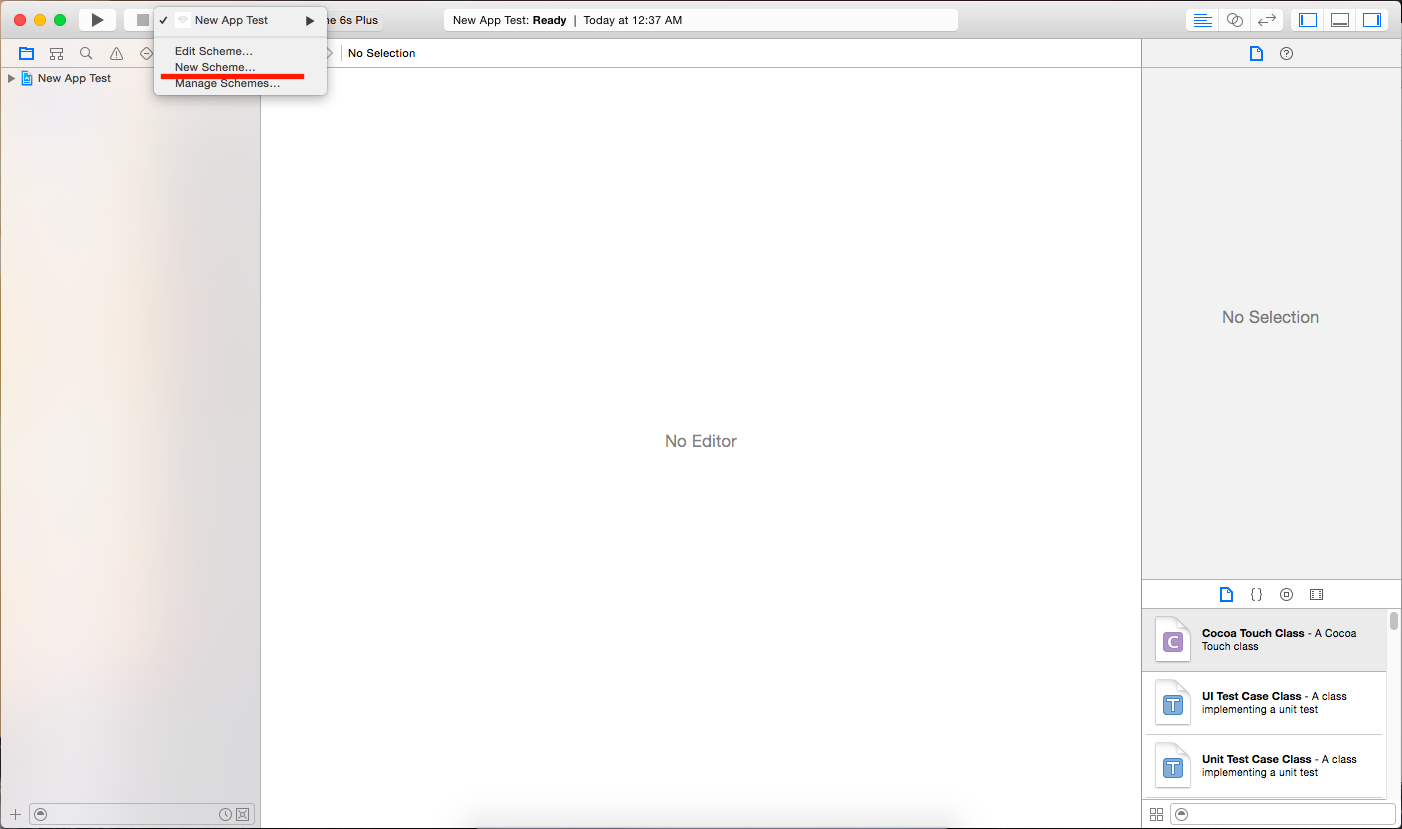 New App Test
ne 6s Plus
New App Test: Ready | Today at 12:37 AM
Edit Scheme...
New Scheme...
Manage Schemes...
No Selection
New App Test
No Selection
No Editor
{}
C
Cocoa Touch Class - A Cocoa
Touch class
T
UI Test Case Class - A class
implementing a unit test
T
Unit Test Case Class - A class
implementing a unit test